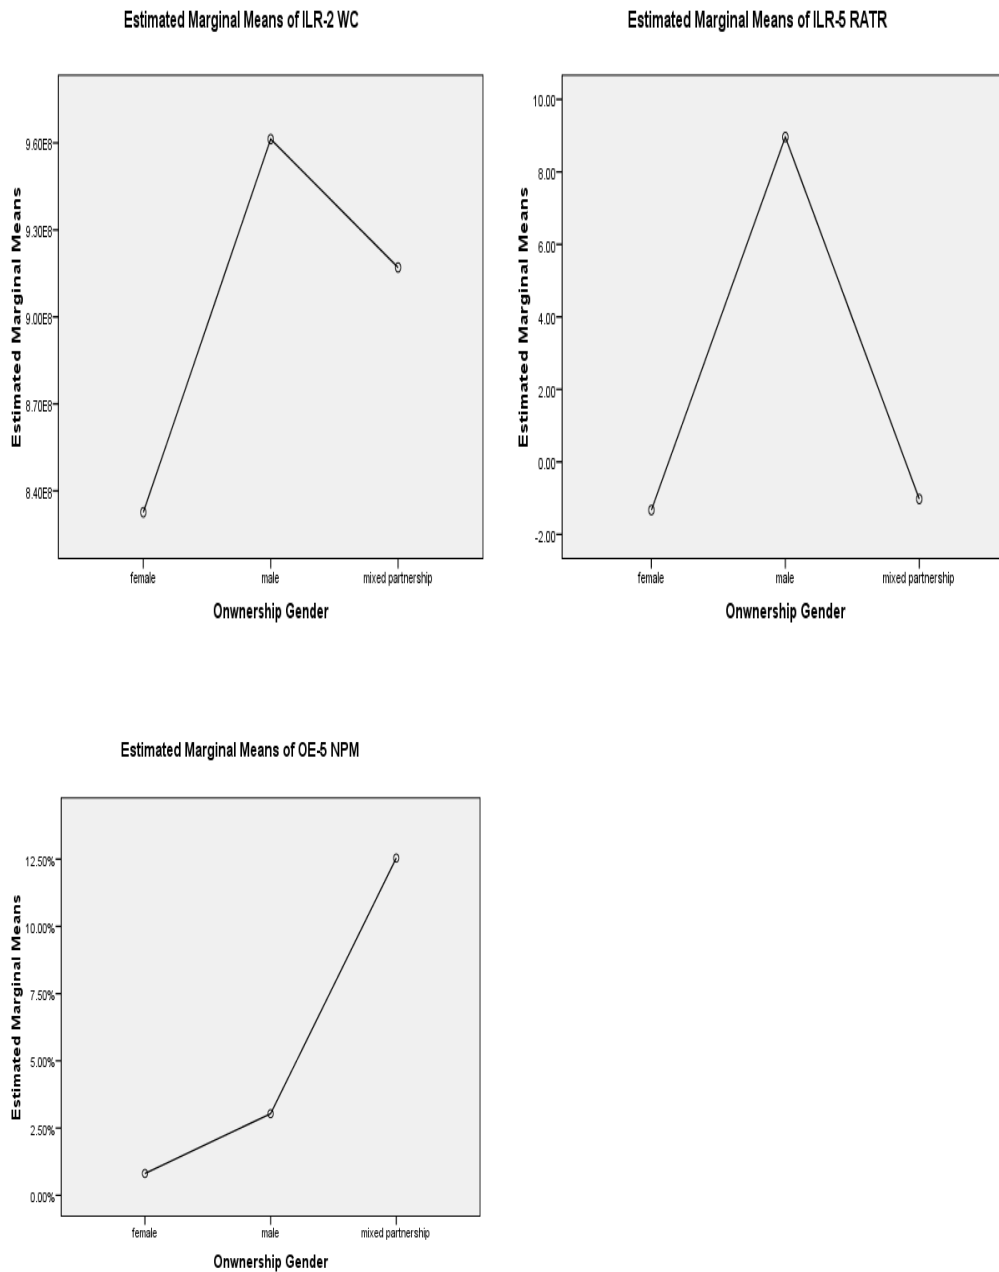 Estimated Marginal Means of ILR-2 WC
Estimated Marginal Means
9.60E8
9.30E8
9.00E8
8.70E8
8.40E8
female
male
mixed partnership
Onwnership Gender
Estimated Marginal Means of ILR-5 RATR
Estimated Marginal Means
10.00
8.00
6.00
4.00
2.00
0.00
-2.00
female
male
mixed partnership
Onwnership Gender
Estimated Marginal Means of OE-5 NPM
Estimated Marginal Means
12.50%
10.00%
7.50%
5.00%
2.50%
0.00%
female
male
mixed partnership
Onwnership Gender